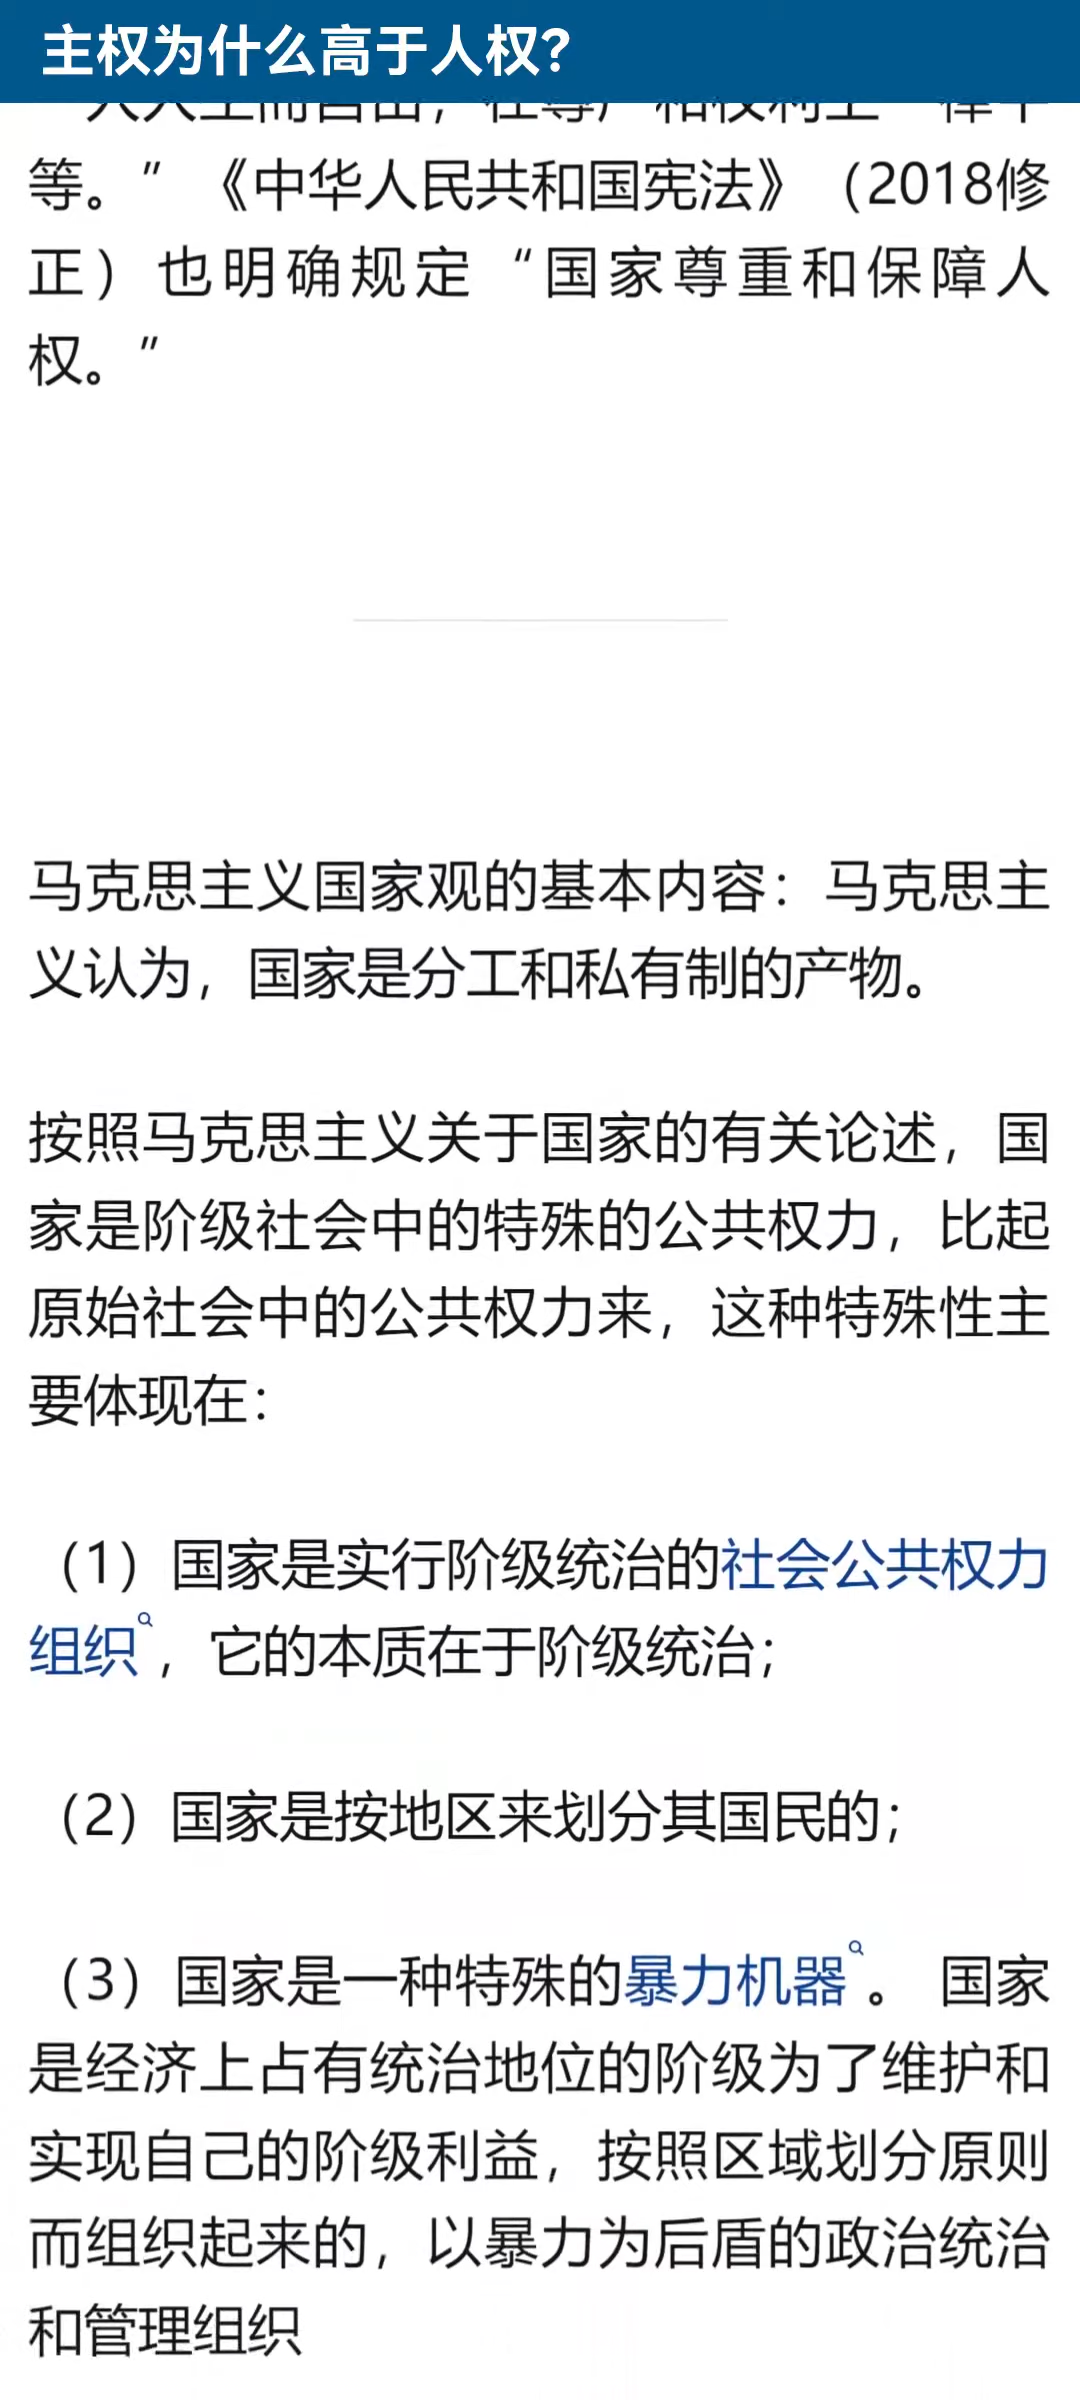 主权为什么高于人权?
等。”《中华人民共和国宪法》（2018修
正）也明确规定“国家尊重和保障人
权。”
马克思主义国家观的基本内容：马克思主
义认为，国家是分工和私有制的产物。
按照马克思主义关于国家的有关论述，国
家是阶级社会中的特殊的公共权力，比起
原始社会中的公共权力来，这种特殊性主
要体现在：
（1）国家是实行阶级统治的社会公共权力
组织，它的本质在于阶级统治；
（2）国家是按地区来划分其国民的；
（3）国家是一种特殊的暴力机器。 国家
是经济上占有统治地位的阶级为了维护和
实现自己的阶级利益，按照区域划分原则
而组织起来的，以暴力为后盾的政治统治
和管理组织